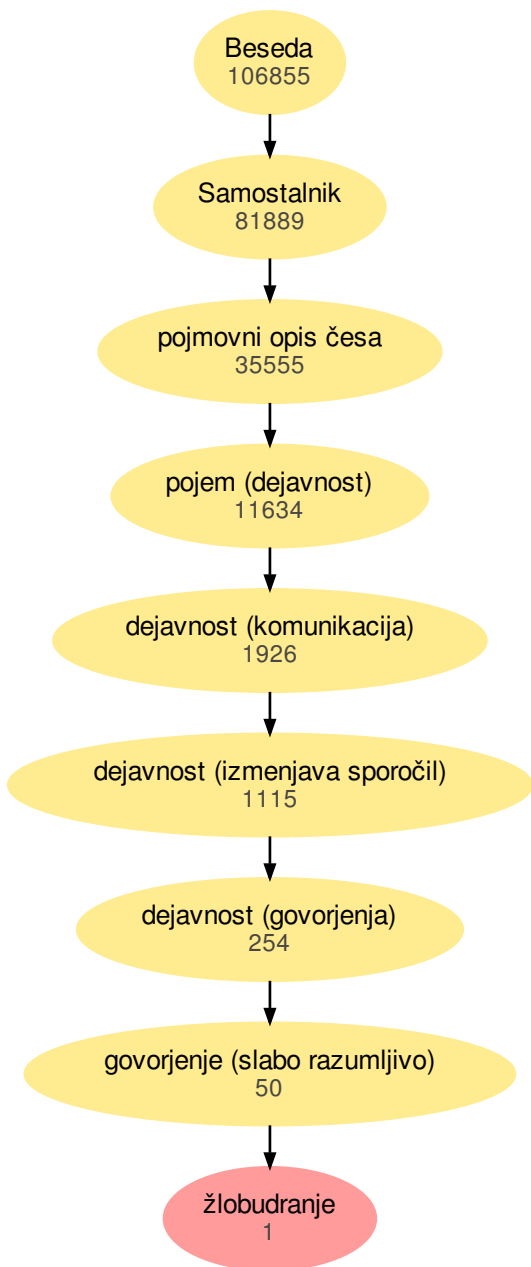 Beseda
106855
Samostalnik
81889
pojmovni opis česa
35555
pojem (dejavnost)
11634
dejavnost (komunikacija)
1926
dejavnost (izmenjava sporočil)
1115
dejavnost (govorjenja)
254
govorjenje (slabo razumljivo)
50
žlobudranje
1